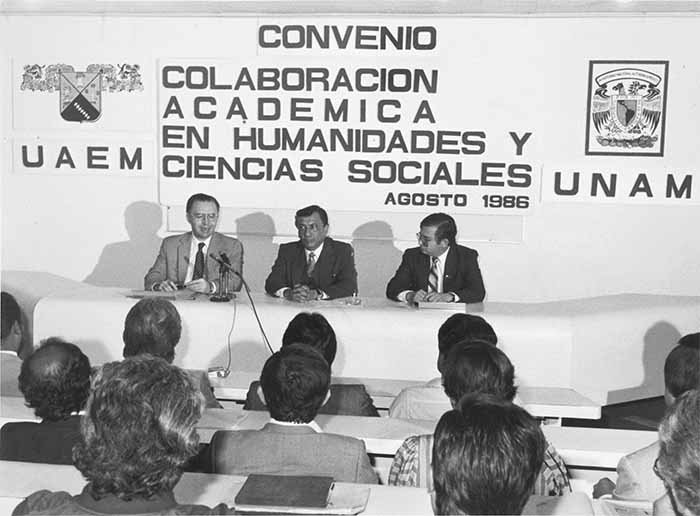 CONVENIO
COLABORACION
ACADEMICA
EN HUMANIDADES Y
CIENCIAS SOCIALES
AGOSTO 1986
UAEM
UNAM